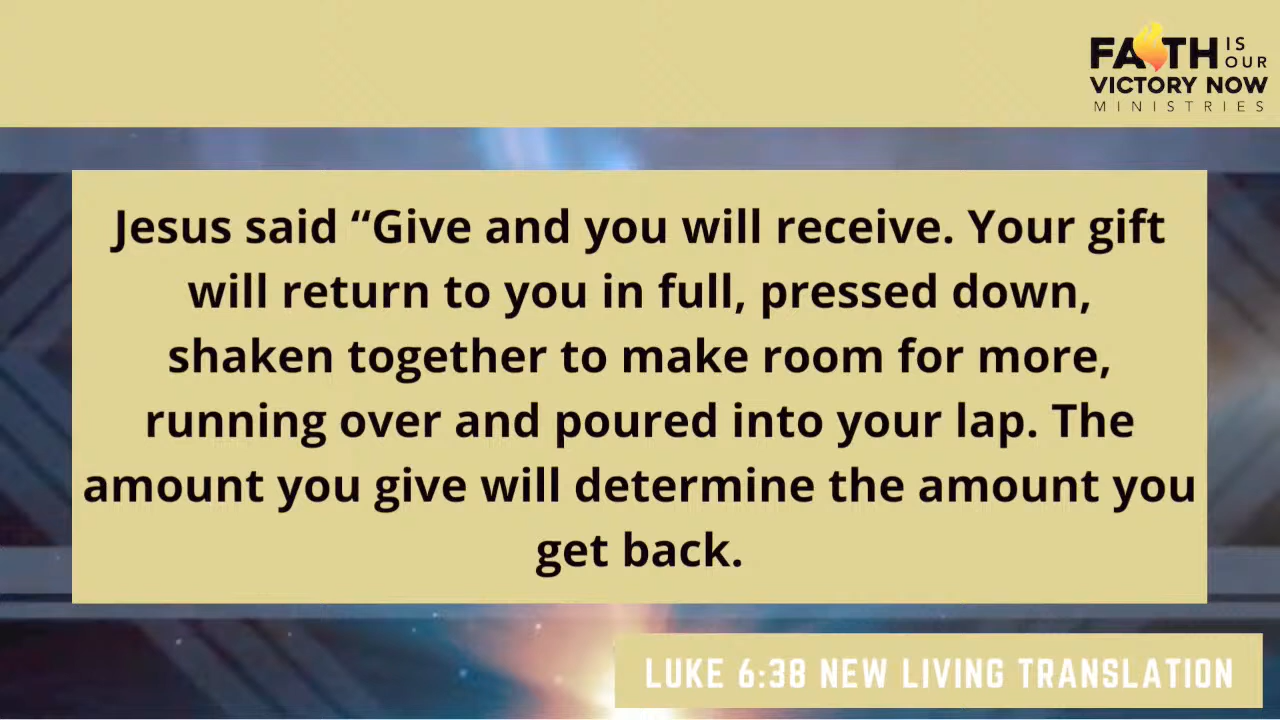 FAITH IS OUR
VICTORY NOW
MINISTRIES
Jesus said “Give and you will receive. Your gift
will return to you in full, pressed down,
shaken together to make room for more,
running over and poured into your lap. The
amount you give will determine the amount you
get back.
LUKE 6:38 NEW LIVING TRANSLATION